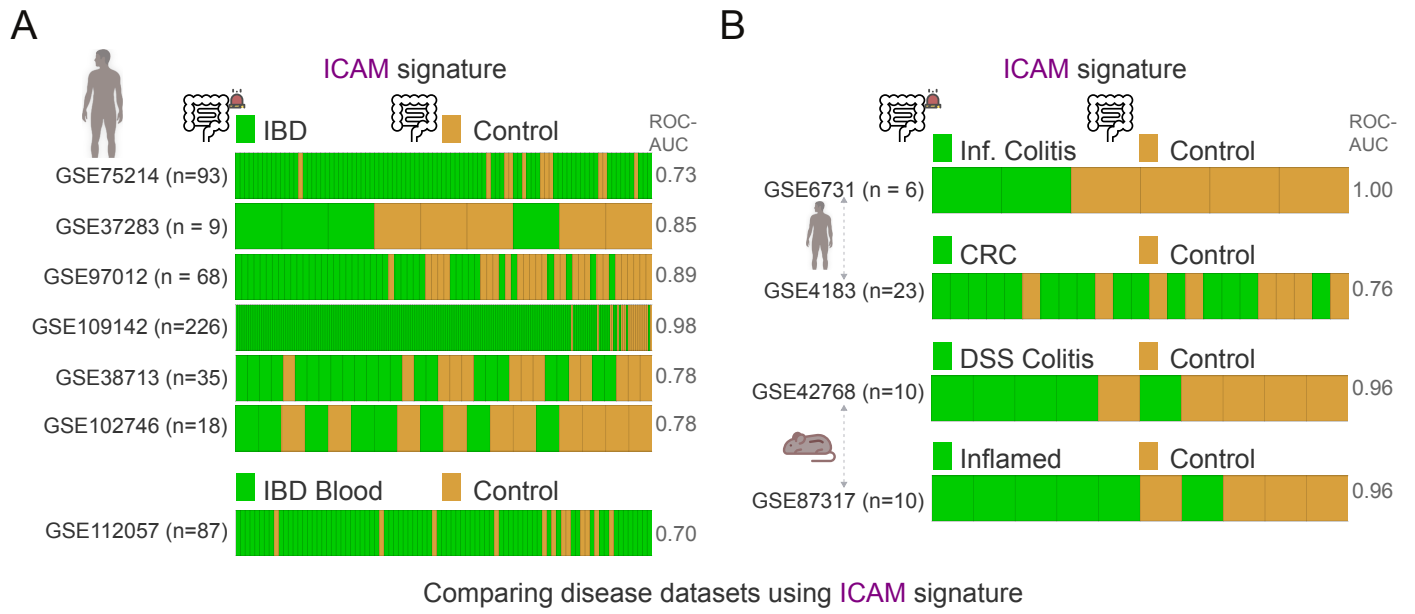 A
ICAM signature
IBD
Control
ROC-
AUC
GSE75214 (n=93)
0.73
GSE37283 (n = 9)
0.85
GSE97012 (n = 68)
0.89
GSE109142 (n=226)
0.98
GSE38713 (n=35)
0.78
GSE102746 (n=18)
0.78
IBD Blood
Control
GSE112057 (n=87)
0.70
B
ICAM signature
Inf. Colitis
Control
ROC-
AUC
GSE6731 (n = 6)
1.00
CRC
Control
GSE4183 (n=23)
0.76
DSS Colitis
Control
GSE42768 (n=10)
0.96
Inflamed
Control
GSE87317 (n=10)
0.96
Comparing disease datasets using ICAM signature